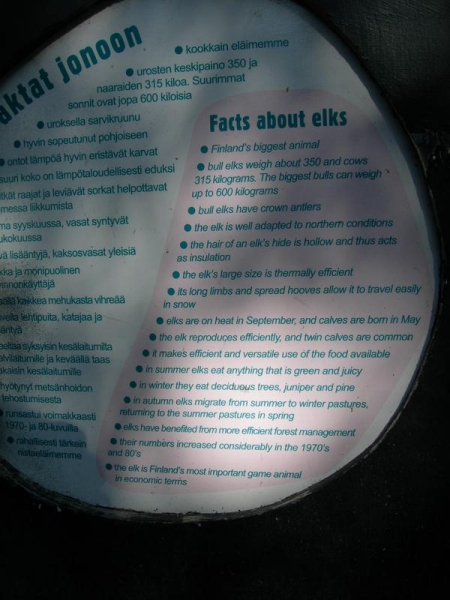 aktat jonoon
● kookkain eläimemme
● urosten keskipaino 350 ja
naaraiden 315 kiloa. Suurimmat
sonnit ovat jopa 600 kiloisia
● uroksella sarvikruunu
● hyvin sopeutunut pohjoiseen
● ontot lämpöä hyvin eristävät karvat
suuri koko on lämpötaloudellisesti eduksi
tkät raajat ja leviävät sorkat helpottavat
messa liikkumista
ma syyskuussa, vasat syntyvät
ukokuussa
vä lisääntyjä, kaksosvasat yleisiä
kka ja monipuolinen
vinnonkäyttäjä
sällä kaikkea mehukasta vihreää
lvella lehtipuita, katajaa ja
äntyä
eltaa syksyisin kesälaitumilta
alvilaitumille ja keväällä taas
akaisin kesälaitumille
hyötynyt metsänhoidon
tehostumisesta
● runsastui voimakkaasti
1970- ja 80-luvuilla
● rahallisesti tärkein
riistaeläimemme
Facts about elks
● Finland's biggest animal
● bull elks weigh about 350 and cows
315 kilograms. The biggest bulls can weigh
up to 600 kilograms
● bull elks have crown antlers
● the elk is well adapted to northern conditions
● the hair of an elk's hide is hollow and thus acts
as insulation
● the elk's large size is thermally efficient
● its long limbs and spread hooves allow it to travel easily
in snow
● elks are on heat in September, and calves are born in May
● the elk reproduces efficiently, and twin calves are common
● it makes efficient and versatile use of the food available
● in summer elks eat anything that is green and juicy
● in winter they eat deciduous trees, juniper and pine
● in autumn elks migrate from summer to winter pastures,
returning to the summer pastures in spring
● elks have benefited from more efficient forest management
● their numbers increased considerably in the 1970's
and 80's
● the elk is Finland's most important game animal
in economic terms